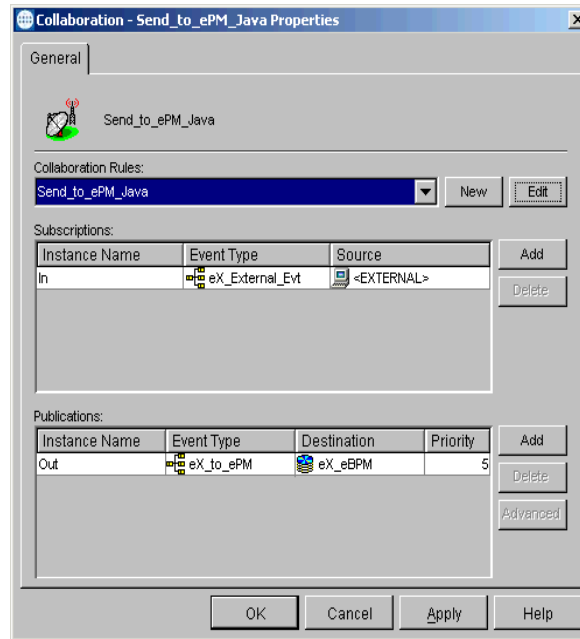 Collaboration - Send_to_ePM_Java Properties
General
Send_to_ePM_Java
Collaboration Rules:
Send_to_ePM_Java New Edit
Subscriptions:
Instance Name Event Type Source Add
In eX_External_Evt <EXTERNAL>
Delete
Publications:
Instance Name Event Type Destination Priority Add
Out eX_to_ePM eX_eBPM 5
Delete
Advanced
OK Cancel Apply Help